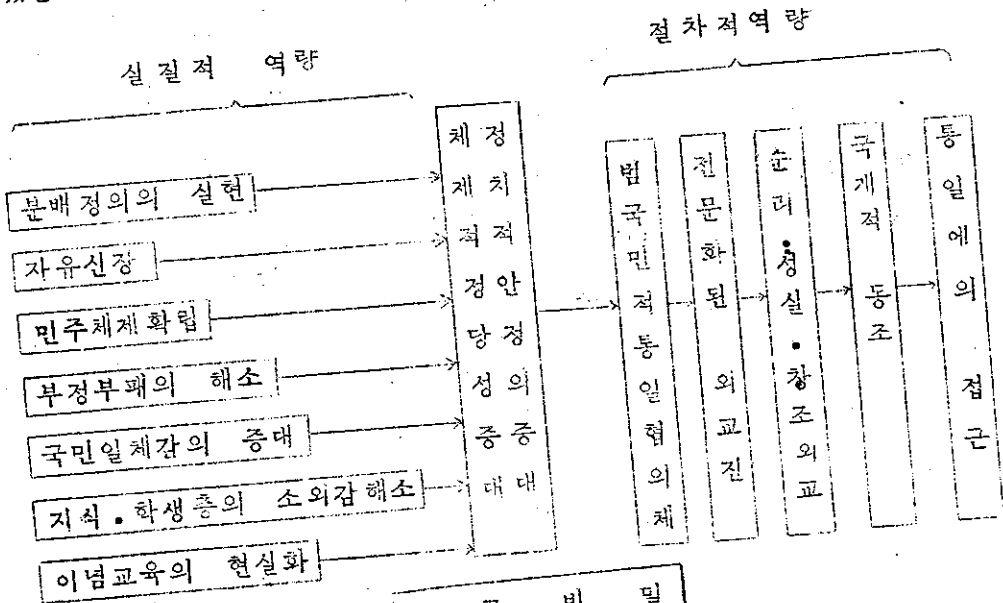 실질적 역량
절차적역량
분배정의의 실현
자유신장
민주체제확립
부정부패의 해소
국민일체감의 증대
지식·학생층의 소외감해소
이념교육의 현실화
정치적안정의증대
체제적정당성증대
범국민적통일협의체
전문화된 외교진
순리·성실·창조외교
국제적 동조
통일에의 접근
비 밀